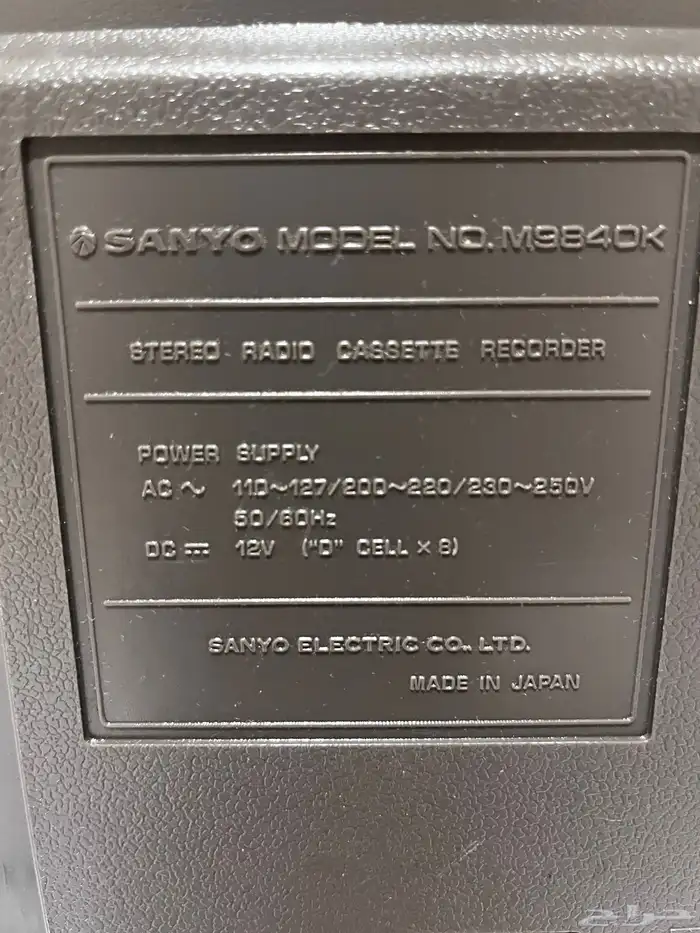 SANYO MODEL NO. M9840K
STEREO RADIO CASSETTE RECORDER
POWER SUPPLY
AC ～ 110~127/200~220/230~250V
50/60Hz
DC ⎓ 12V ("D" CELL × 8)
SANYO ELECTRIC CO., LTD.
MADE IN JAPAN
حراج